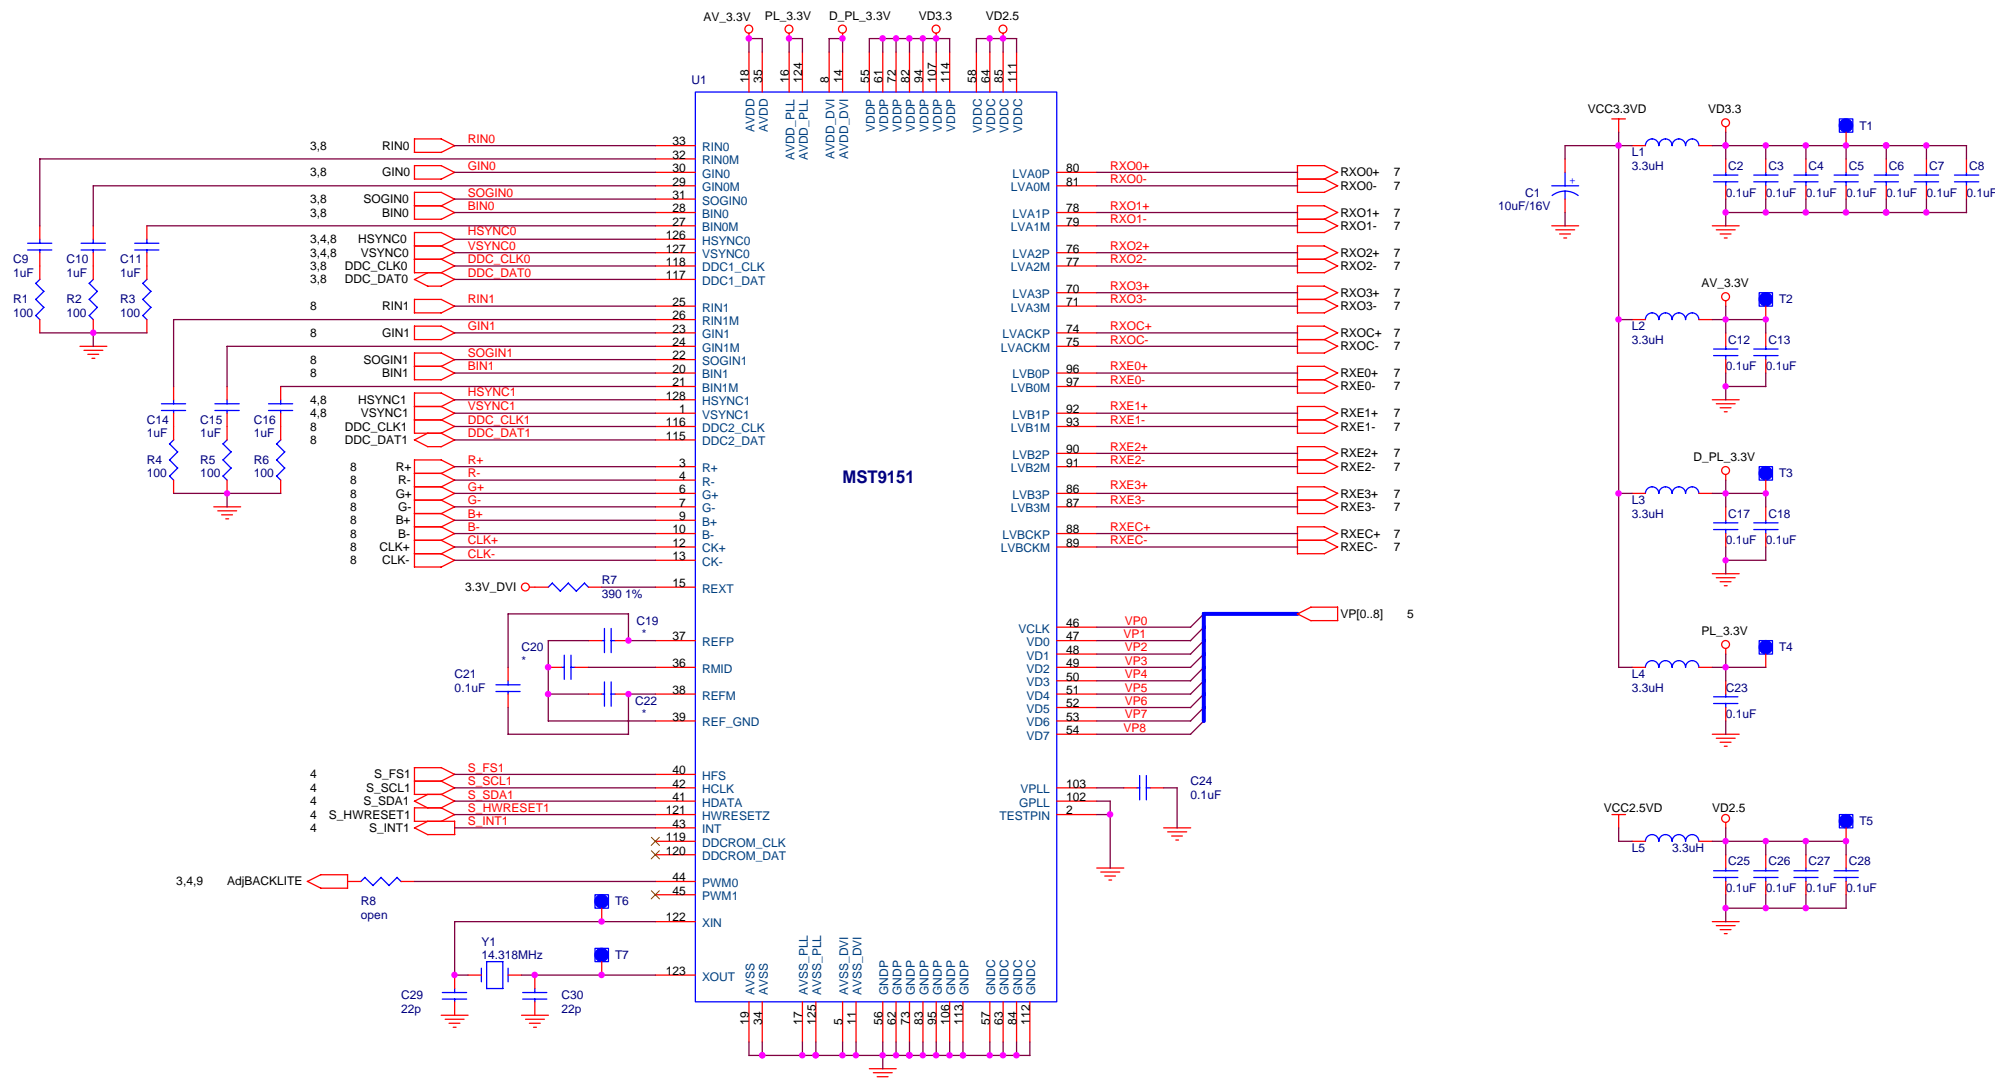 AV_3.3V PL_3.3V D_PL_3.3V VD3.3 VD2.5
U1
18 35 16 124 8 14 55 61 72 82 94 107 114 58 64 85 111
AVDD AVDD AVDD_PLL AVDD_PLL AVDD_DVI AVDD_DVI VDDP VDDP VDDP VDDP VDDP VDDP VDDP VDDC VDDC VDDC VDDC
3,8 RIN0 RIN0 33 RIN0
32 RIN0M
3,8 GIN0 GIN0 30 GIN0
29 GIN0M
3,8 SOGIN0 SOGIN0 31 SOGIN0
3,8 BIN0 BIN0 28 BIN0
27 BIN0M
3,4,8 HSYNC0 HSYNC0 126 HSYNC0
3,4,8 VSYNC0 VSYNC0 127 VSYNC0
3,8 DDC_CLK0 DDC_CLK0 118 DDC1_CLK
3,8 DDC_DAT0 DDC_DAT0 117 DDC1_DAT
C9 1uF C10 1uF C11 1uF
R1 100 R2 100 R3 100
8 RIN1 RIN1 25 RIN1
26 RIN1M
8 GIN1 GIN1 23 GIN1
24 GIN1M
8 SOGIN1 SOGIN1 22 SOGIN1
8 BIN1 BIN1 20 BIN1
21 BIN1M
4,8 HSYNC1 HSYNC1 128 HSYNC1
4,8 VSYNC1 VSYNC1 1 VSYNC1
8 DDC_CLK1 DDC_CLK1 116 DDC2_CLK
8 DDC_DAT1 DDC_DAT1 115 DDC2_DAT
C14 1uF C15 1uF C16 1uF
R4 100 R5 100 R6 100
8 R+ R+ 3 R+
8 R- R- 4 R-
8 G+ G+ 6 G+
8 G- G- 7 G-
8 B+ B+ 9 B+
8 B- B- 10 B-
8 CLK+ CLK+ 12 CK+
8 CLK- CLK- 13 CK-
3.3V_DVI R7 390 1% 15 REXT
C19 * 37 REFP
C20 * 36 RMID
C21 0.1uF
C22 * 38 REFM
39 REF_GND
4 S_FS1 S_FS1 40 HFS
4 S_SCL1 S_SCL1 42 HCLK
4 S_SDA1 S_SDA1 41 HDATA
4 S_HWRESET1 S_HWRESET1 121 HWRESETZ
4 S_INT1 S_INT1 43 INT
119 DDCROM_CLK
120 DDCROM_DAT
3,4,9 AdjBACKLITE R8 open 44 PWM0
45 PWM1
T6 122 XIN
Y1 14.318MHz T7 123 XOUT
C29 22p C30 22p
MST9151
LVA0P 80 RXO0+ RXO0+ 7
LVA0M 81 RXO0- RXO0- 7
LVA1P 78 RXO1+ RXO1+ 7
LVA1M 79 RXO1- RXO1- 7
LVA2P 76 RXO2+ RXO2+ 7
LVA2M 77 RXO2- RXO2- 7
LVA3P 70 RXO3+ RXO3+ 7
LVA3M 71 RXO3- RXO3- 7
LVACKP 74 RXOC+ RXOC+ 7
LVACKM 75 RXOC- RXOC- 7
LVB0P 96 RXE0+ RXE0+ 7
LVB0M 97 RXE0- RXE0- 7
LVB1P 92 RXE1+ RXE1+ 7
LVB1M 93 RXE1- RXE1- 7
LVB2P 90 RXE2+ RXE2+ 7
LVB2M 91 RXE2- RXE2- 7
LVB3P 86 RXE3+ RXE3+ 7
LVB3M 87 RXE3- RXE3- 7
LVBCKP 88 RXEC+ RXEC+ 7
LVBCKM 89 RXEC- RXEC- 7
VP[0..8] 5
VCLK 46 VP0
VD0 47 VP1
VD1 48 VP2
VD2 49 VP3
VD3 50 VP4
VD4 51 VP5
VD5 52 VP6
VD6 53 VP7
VD7 54 VP8
VPLL 103 C24 0.1uF
GPLL 102
TESTPIN 2
AVSS AVSS AVSS_PLL AVSS_PLL AVSS_DVI AVSS_DVI GNDP GNDP GNDP GNDP GNDP GNDP GNDP GNDC GNDC GNDC GNDC
19 34 17 125 5 11 56 62 73 83 95 106 113 57 63 84 112
VCC3.3VD VD3.3 T1
L1 3.3uH
C1 10uF/16V +
C2 0.1uF C3 0.1uF C4 0.1uF C5 0.1uF C6 0.1uF C7 0.1uF C8 0.1uF
AV_3.3V T2
L2 3.3uH
C12 0.1uF C13 0.1uF
D_PL_3.3V T3
L3 3.3uH
C17 0.1uF C18 0.1uF
PL_3.3V T4
L4 3.3uH
C23 0.1uF
VCC2.5VD VD2.5 T5
L5 3.3uH
C25 0.1uF C26 0.1uF C27 0.1uF C28 0.1uF